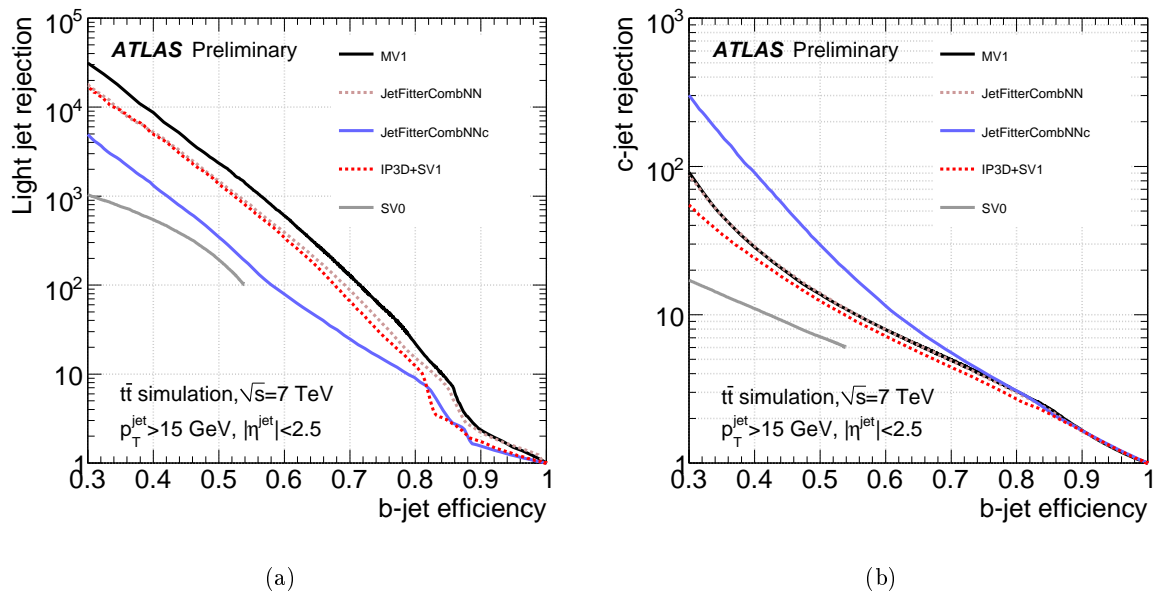 Light jet rejection
10^5
10^4
10^3
10^2
10
1
ATLAS Preliminary
MV1
JetFitterCombNN
JetFitterCombNNc
IP3D+SV1
SV0
tt̄ simulation,√s=7 TeV
p_T^jet>15 GeV, |η^jet|<2.5
0.3 0.4 0.5 0.6 0.7 0.8 0.9 1
b-jet efficiency
(a)
c-jet rejection
10^3
10^2
10
1
ATLAS Preliminary
MV1
JetFitterCombNN
JetFitterCombNNc
IP3D+SV1
SV0
tt̄ simulation,√s=7 TeV
p_T^jet>15 GeV, |η^jet|<2.5
0.3 0.4 0.5 0.6 0.7 0.8 0.9 1
b-jet efficiency
(b)